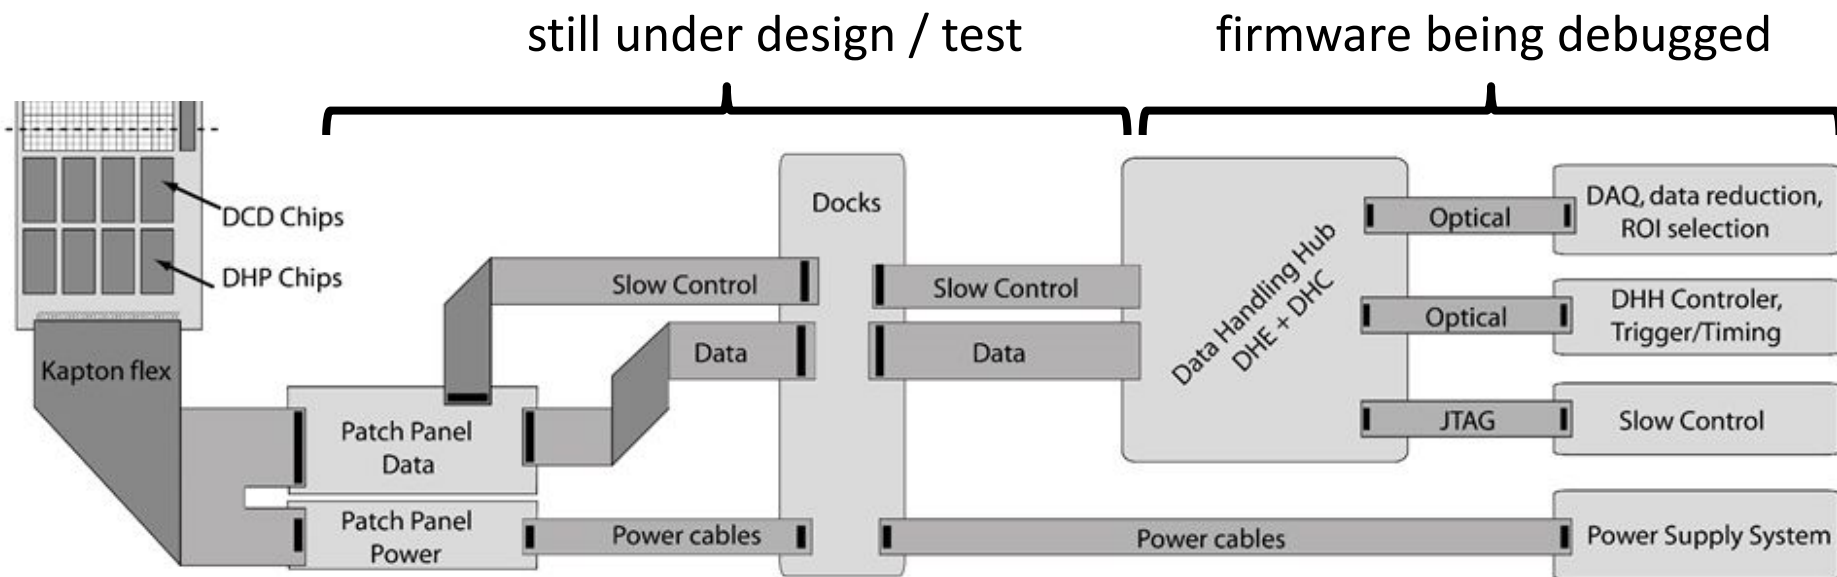 still under design / test
firmware being debugged
DCD Chips
DHP Chips
Kapton flex
Patch Panel
Data
Patch Panel
Power
Slow Control
Data
Power cables
Docks
Slow Control
Data
Power cables
Data Handling Hub
DHE + DHC
Optical
Optical
JTAG
DAQ, data reduction,
ROI selection
DHH Controler,
Trigger/Timing
Slow Control
Power Supply System